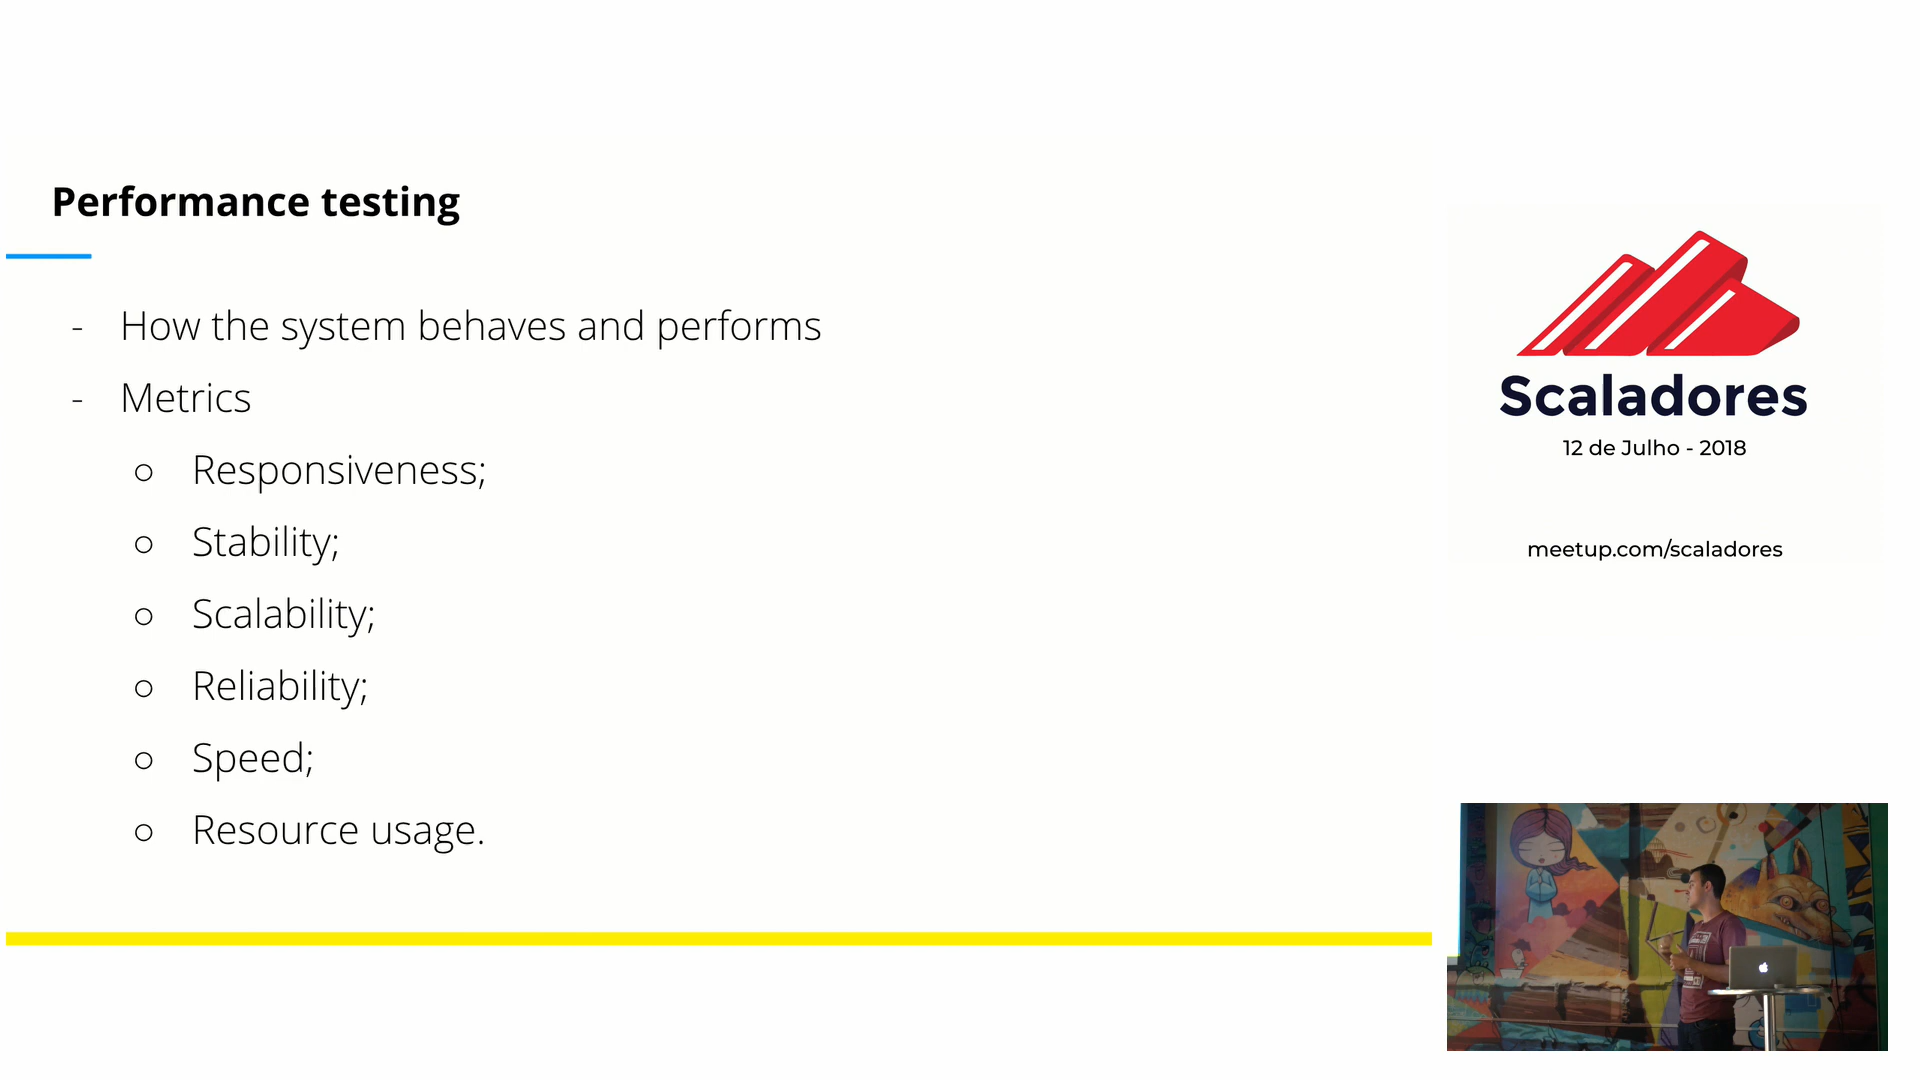 Performance testing
- How the system behaves and performs
- Metrics
○ Responsiveness;
○ Stability;
○ Scalability;
○ Reliability;
○ Speed;
○ Resource usage.
Scaladores
12 de Julho - 2018
meetup.com/scaladores